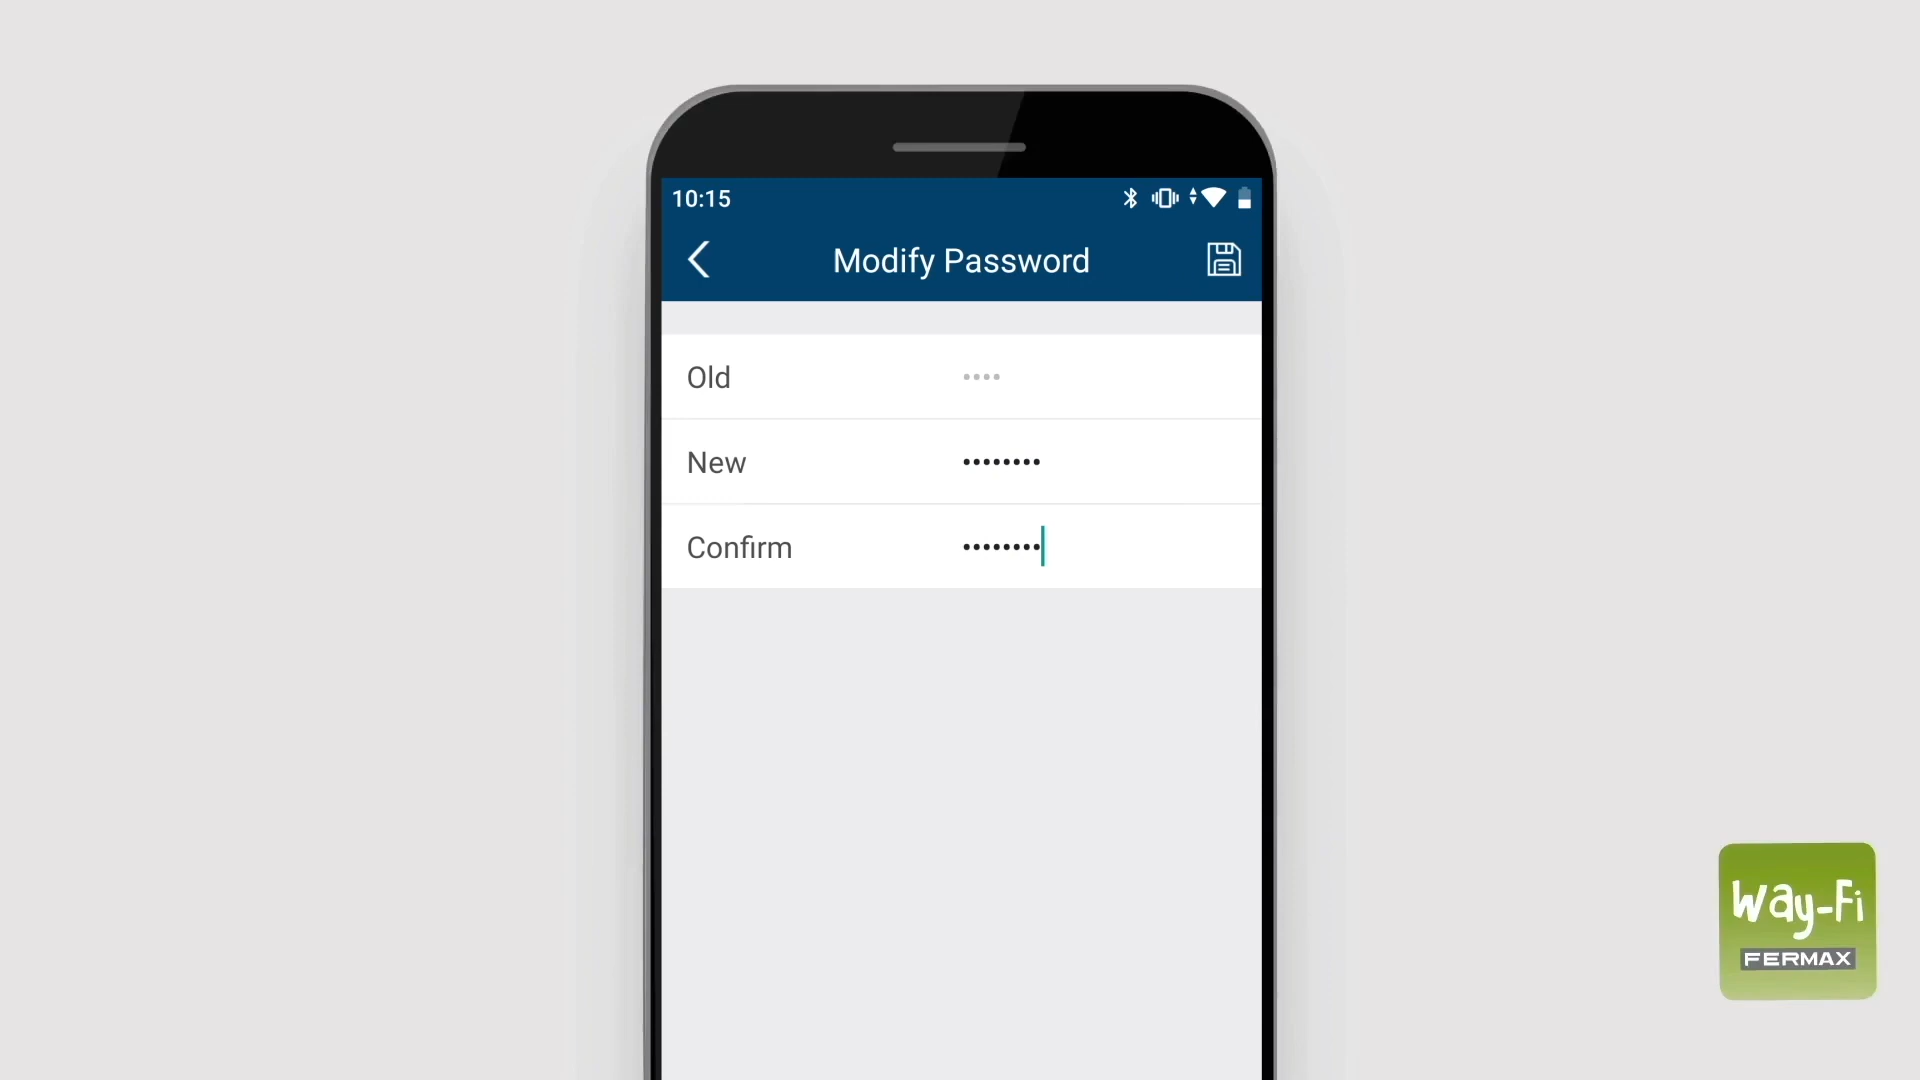 10:15
Modify Password
Old ••••
New ••••••••
Confirm ••••••••
Way-Fi
FERMAX